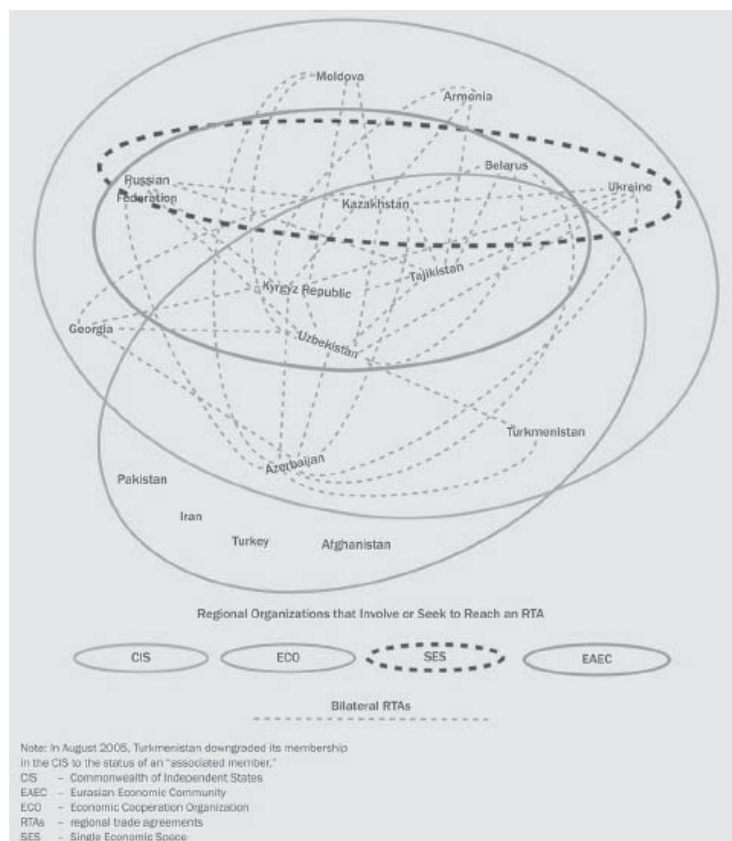 Moldova
Armenia
Belarus
Russian
Federation
Ukraine
Kazakhstan
Tajikistan
Kyrgyz Republic
Georgia
Uzbekistan
Turkmenistan
Azerbaijan
Pakistan
Iran
Turkey
Afghanistan
Regional Organizations that Involve or Seek to Reach an RTA
CIS
ECO
SES
EAEC
Bilateral RTAs
Note: In August 2005, Turkmenistan downgraded its membership
in the CIS to the status of an "associated member."
CIS – Commonwealth of Independent States
EAEC – Eurasian Economic Community
ECO – Economic Cooperation Organization
RTAs – regional trade agreements
SES – Single Economic Space